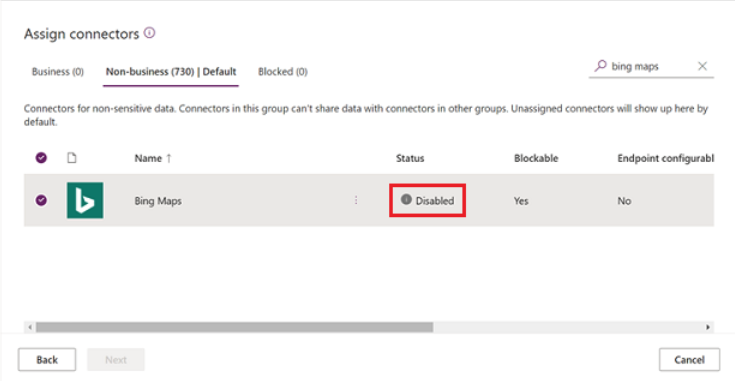 Assign connectors
Business (0) Non-business (730) | Default Blocked (0) bing maps
Connectors for non-sensitive data. Connectors in this group can't share data with connectors in other groups. Unassigned connectors will show up here by
default.
Name ↑ Status Blockable Endpoint configurabl
Bing Maps Disabled Yes No
Back Next Cancel